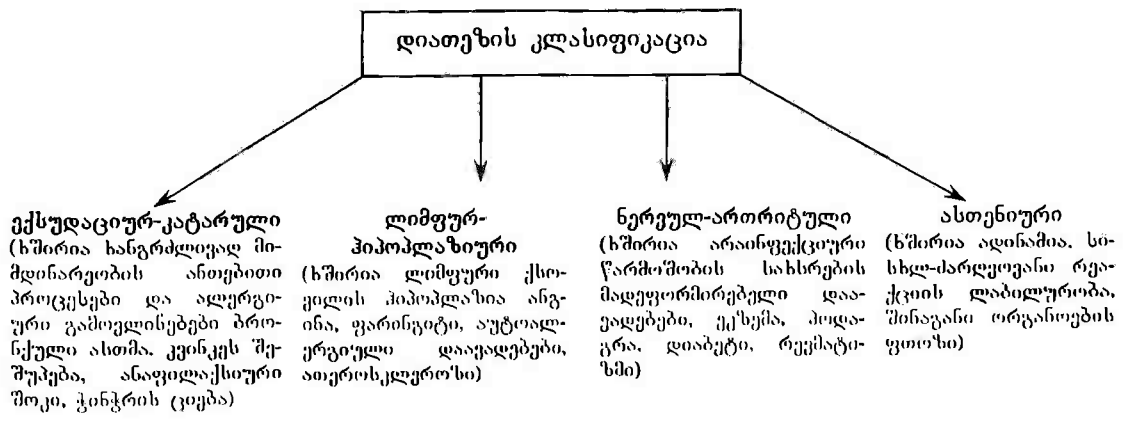 დიათეზის კლასიფიკაცია
ექსუდაციურ-კატარული
(ხშირია ხანგრძლივად მი-
მდინარეობის ანთებითი
პროცესები და ალერგი-
ური გამოვლინებები ბრო-
ნქული ასთმა. კვინკეს შე-
შუპება, ანაფილაქსიური
შოკი, ჭინჭრის ციება)
ლიმფურ-
ჰიპოპლაზიური
(ხშირია ლიმფური ქსო-
ვილის ჰიპოპლაზია ანგ-
ინა, ფარინგიტი, აუტოალ-
ერგიული დაავადებები,
ათეროსკლეროზი)
ნერვულ-ართრიტული
(ხშირია არაინფექციური
წარმოშობის სახსრების
მადეფორმირებელი დაა-
ვადებები, ეკზემა, პოდა-
გრა, დიაბეტი, რევმატი-
ზმი)
ასთენიური
(ხშირია ადინამია. სი-
სხლ-ძარღვოვანი რეა-
ქციის ლაბილურობა,
შინაგანი ორგანოების
ფთოზი)